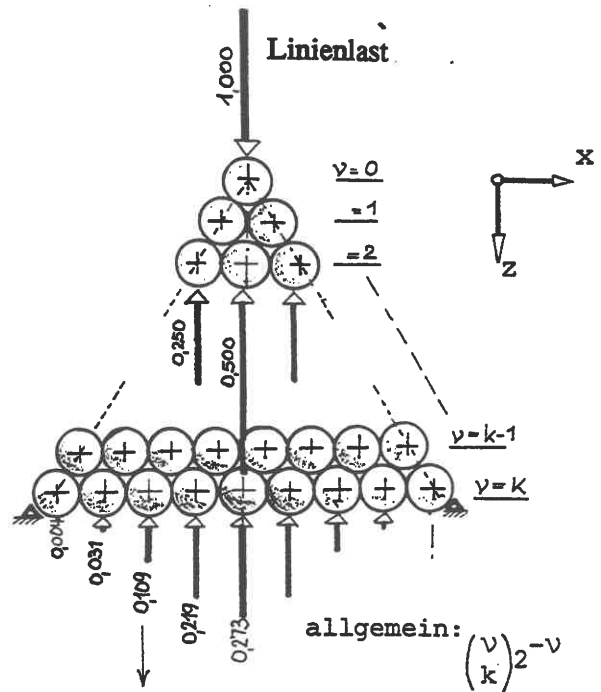 Linienlast
1,000
ν=0
=1
=2
X
Z
0,250
0,500
ν=k-1
ν=k
0,004
0,031
0,109
0,219
0,273
allgemein:
(ν
k) 2^-ν